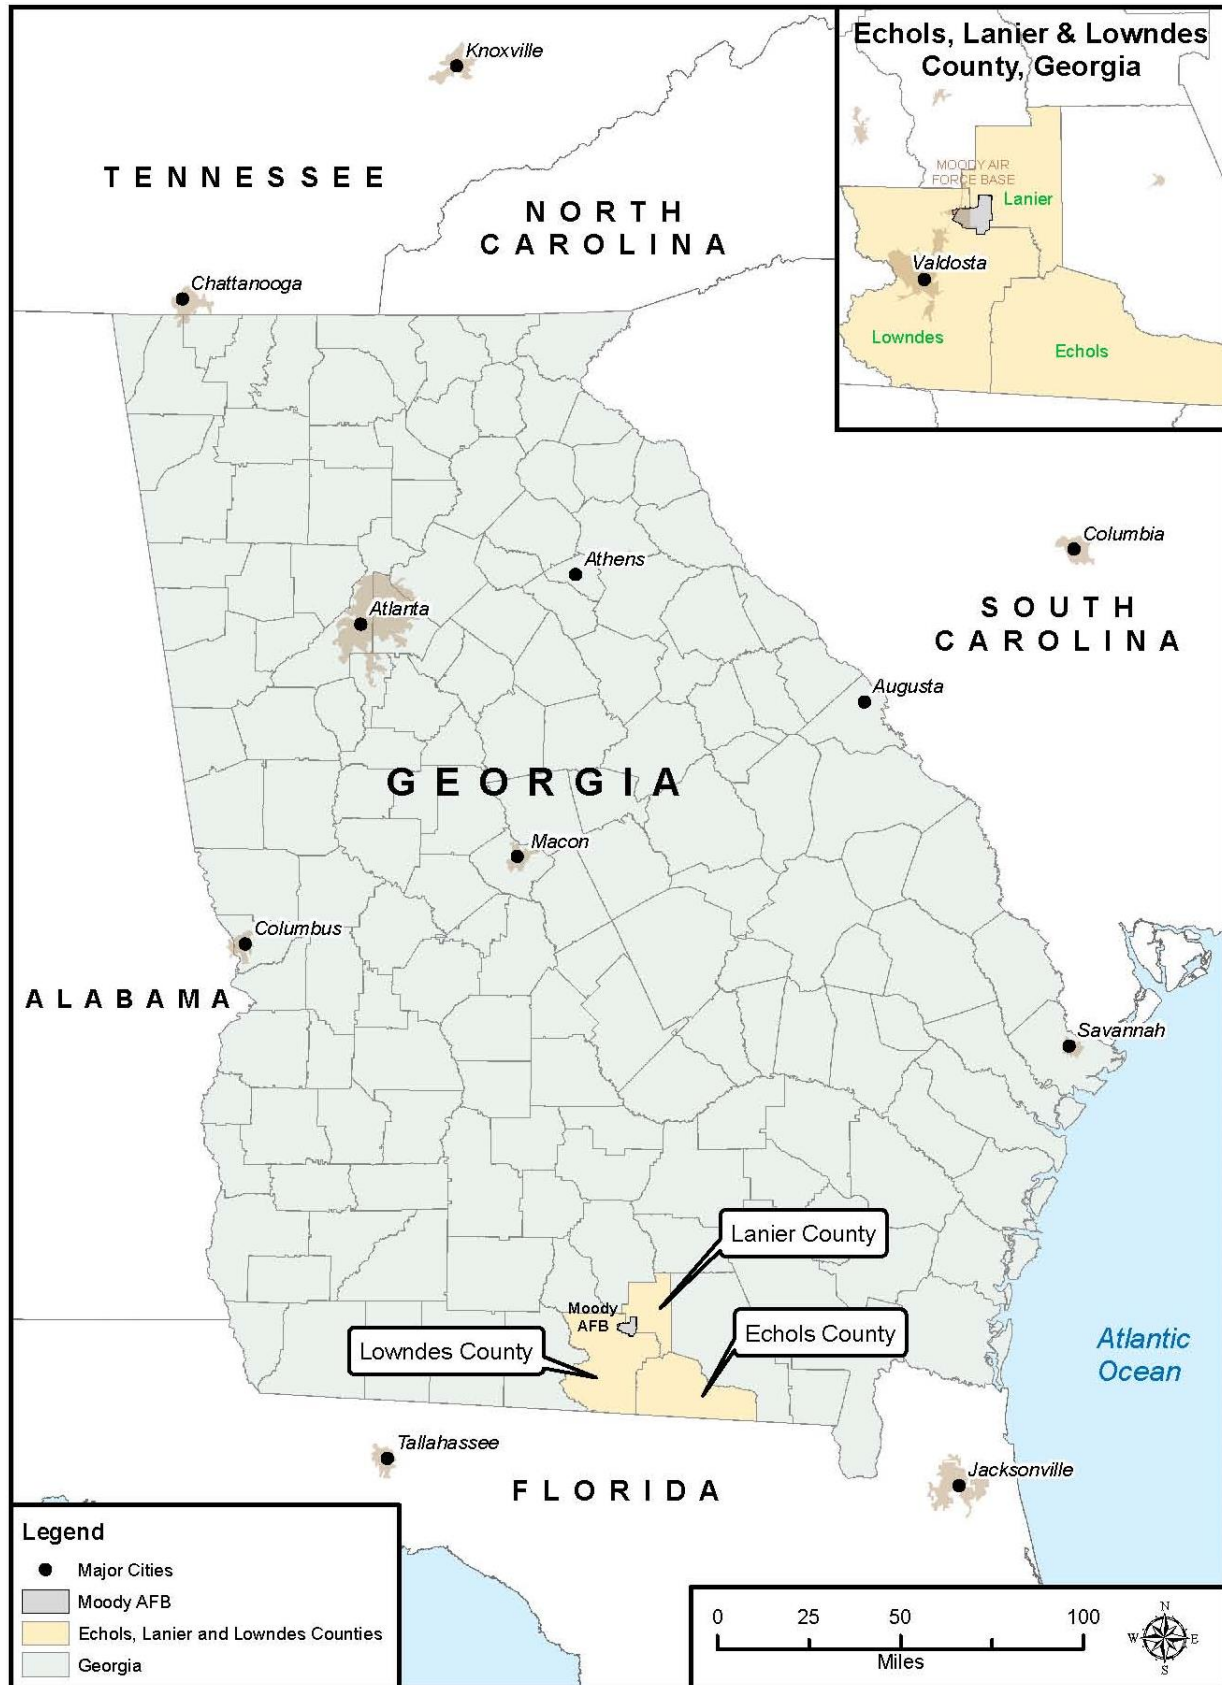 Echols, Lanier & Lowndes
County, Georgia
MOODY AIR
FORCE BASE
Lanier
Valdosta
Lowndes
Echols
Knoxville
TENNESSEE
NORTH
CAROLINA
Chattanooga
Columbia
Athens
SOUTH
CAROLINA
Atlanta
Augusta
GEORGIA
Macon
Columbus
ALABAMA
Savannah
Lanier County
Moody
AFB
Echols County
Lowndes County
Atlantic
Ocean
Tallahassee
Jacksonville
FLORIDA
Legend
Major Cities
Moody AFB
Echols, Lanier and Lowndes Counties
Georgia
0 25 50 100
Miles
N
W E
S